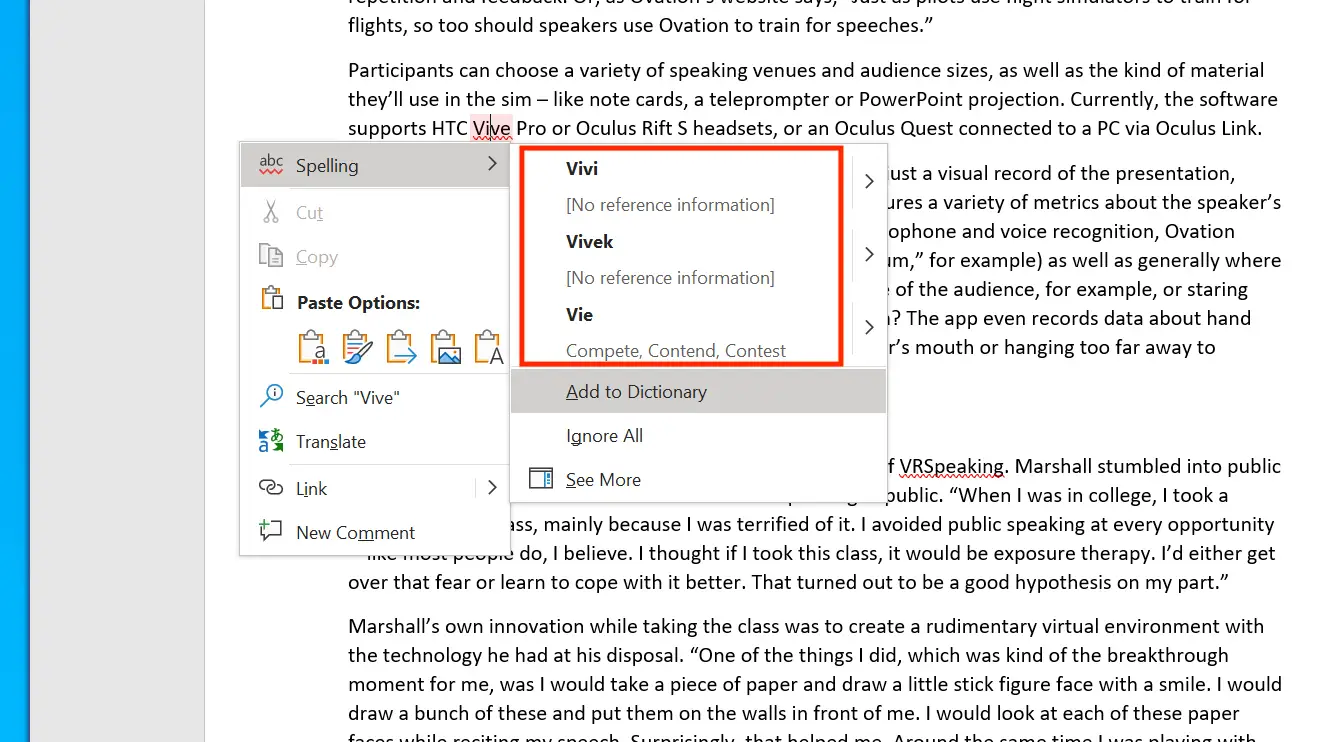 repetition and feedback. Or, as Ovation's website says, “Just as pilots use flight simulators to train for
flights, so too should speakers use Ovation to train for speeches.”
Participants can choose a variety of speaking venues and audience sizes, as well as the kind of material
they’ll use in the sim – like note cards, a teleprompter or PowerPoint projection. Currently, the software
supports HTC Vive Pro or Oculus Rift S headsets, or an Oculus Quest connected to a PC via Oculus Link.
abc Spelling
Cut
Copy
Paste Options:
Search "Vive"
Translate
Link
New Comment
Vivi
[No reference information]
Vivek
[No reference information]
Vie
Compete, Contend, Contest
Add to Dictionary
Ignore All
See More
just a visual record of the presentation,
ures a variety of metrics about the speaker’s
ophone and voice recognition, Ovation
um,” for example) as well as generally where
of the audience, for example, or staring
? The app even records data about hand
r’s mouth or hanging too far away to
f VRSpeaking. Marshall stumbled into public
public. “When I was in college, I took a
ass, mainly because I was terrified of it. I avoided public speaking at every opportunity
like most people do, I believe. I thought if I took this class, it would be exposure therapy. I’d either get
over that fear or learn to cope with it better. That turned out to be a good hypothesis on my part.”
Marshall’s own innovation while taking the class was to create a rudimentary virtual environment with
the technology he had at his disposal. “One of the things I did, which was kind of the breakthrough
moment for me, was I would take a piece of paper and draw a little stick figure face with a smile. I would
draw a bunch of these and put them on the walls in front of me. I would look at each of these paper
faces while reciting my speech. Surprisingly, that helped me. Around the same time I was playing with